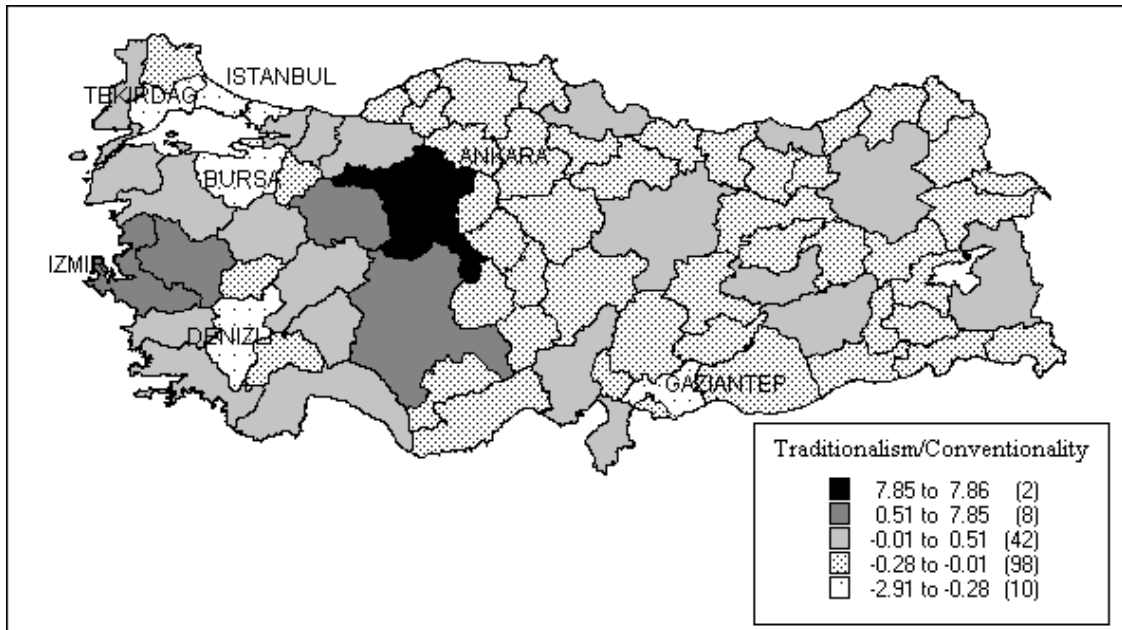 ISTANBUL
TEKIRDAG
ANKARA
BURSA
IZMIR
DENIZLI
GAZIANTEP
Traditionalism/Conventionality
7.85 to 7.86 (2)
0.51 to 7.85 (8)
-0.01 to 0.51 (42)
-0.28 to -0.01 (98)
-2.91 to -0.28 (10)